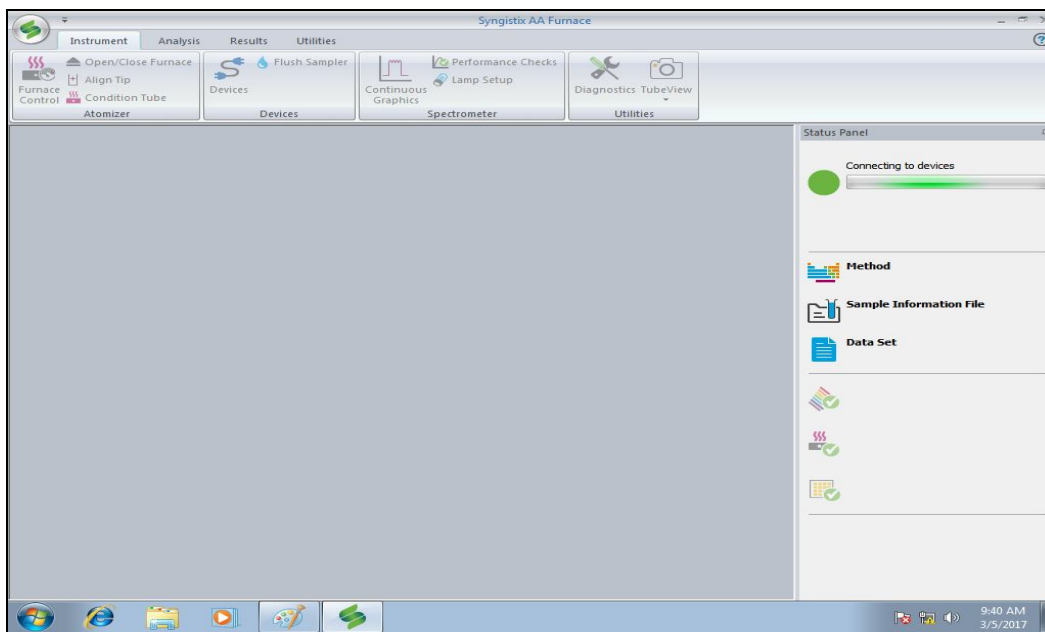 Syngistix AA Furnace
Instrument Analysis Results Utilities
Furnace Control
Open/Close Furnace
Align Tip
Condition Tube
Atomizer
Devices
Flush Sampler
Devices
Continuous Graphics
Performance Checks
Lamp Setup
Spectrometer
Diagnostics
TubeView
Utilities
Status Panel
Connecting to devices
Method
Sample Information File
Data Set
9:40 AM
3/5/2017